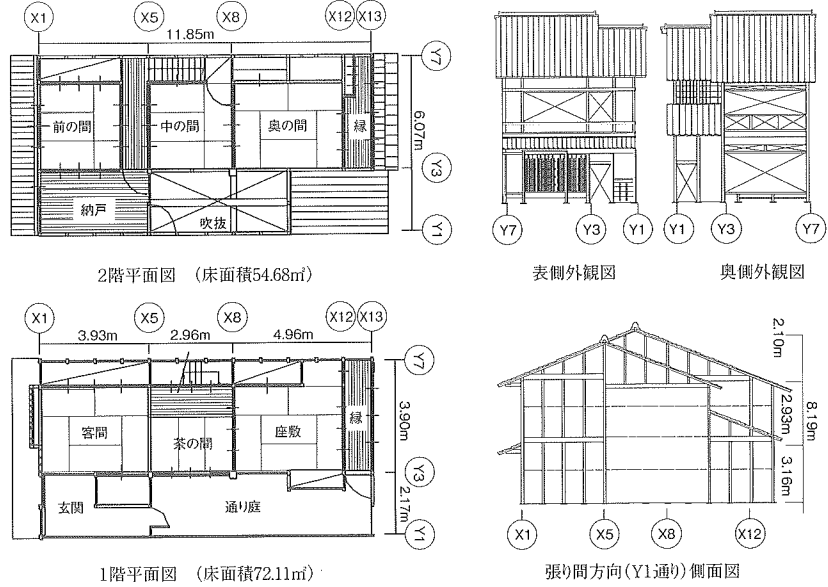 X1 X5 X8 X12 X13
11.85m
Y7
前の間 中の間 奥の間 縁
6.07m
Y3
納戸 吹抜
Y1
2階平面図 (床面積54.68㎡)
Y7 Y3 Y1
表側外観図
Y1 Y3 Y7
奥側外観図
X1 X5 X8 X12 X13
3.93m 2.96m 4.96m
Y7
客間 茶の間 座敷 縁
3.90m
Y3
玄関 通り庭
2.17m
Y1
1階平面図 (床面積72.11㎡)
2.10m
2.93m
8.19m
3.16m
X1 X5 X8 X12
張り間方向(Y1通り)側面図